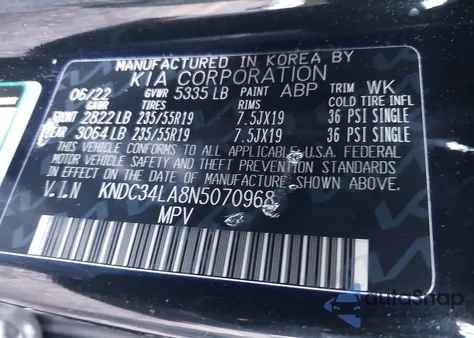 MANUFACTURED IN KOREA BY
KIA CORPORATION
06/22 GVWR 5335 LB PAINT ABP TRIM WK
GAWR TIRES RIMS COLD TIRE INFL
FRONT 2822LB 235/55R19 7.5JX19 36 PSI SINGLE
REAR 3064LB 235/55R19 7.5JX19 36 PSI SINGLE
THIS VEHICLE CONFORMS TO ALL APPLICABLE U.S.A. FEDERAL
MOTOR VEHICLE SAFETY, BUMPER, AND THEFT PREVENTION
STANDARDS IN EFFECT ON THE DATE OF MANUFACTURE SHOWN ABOVE.
V.I.N KNDC34LA8N5070968
MPV
autoSnap